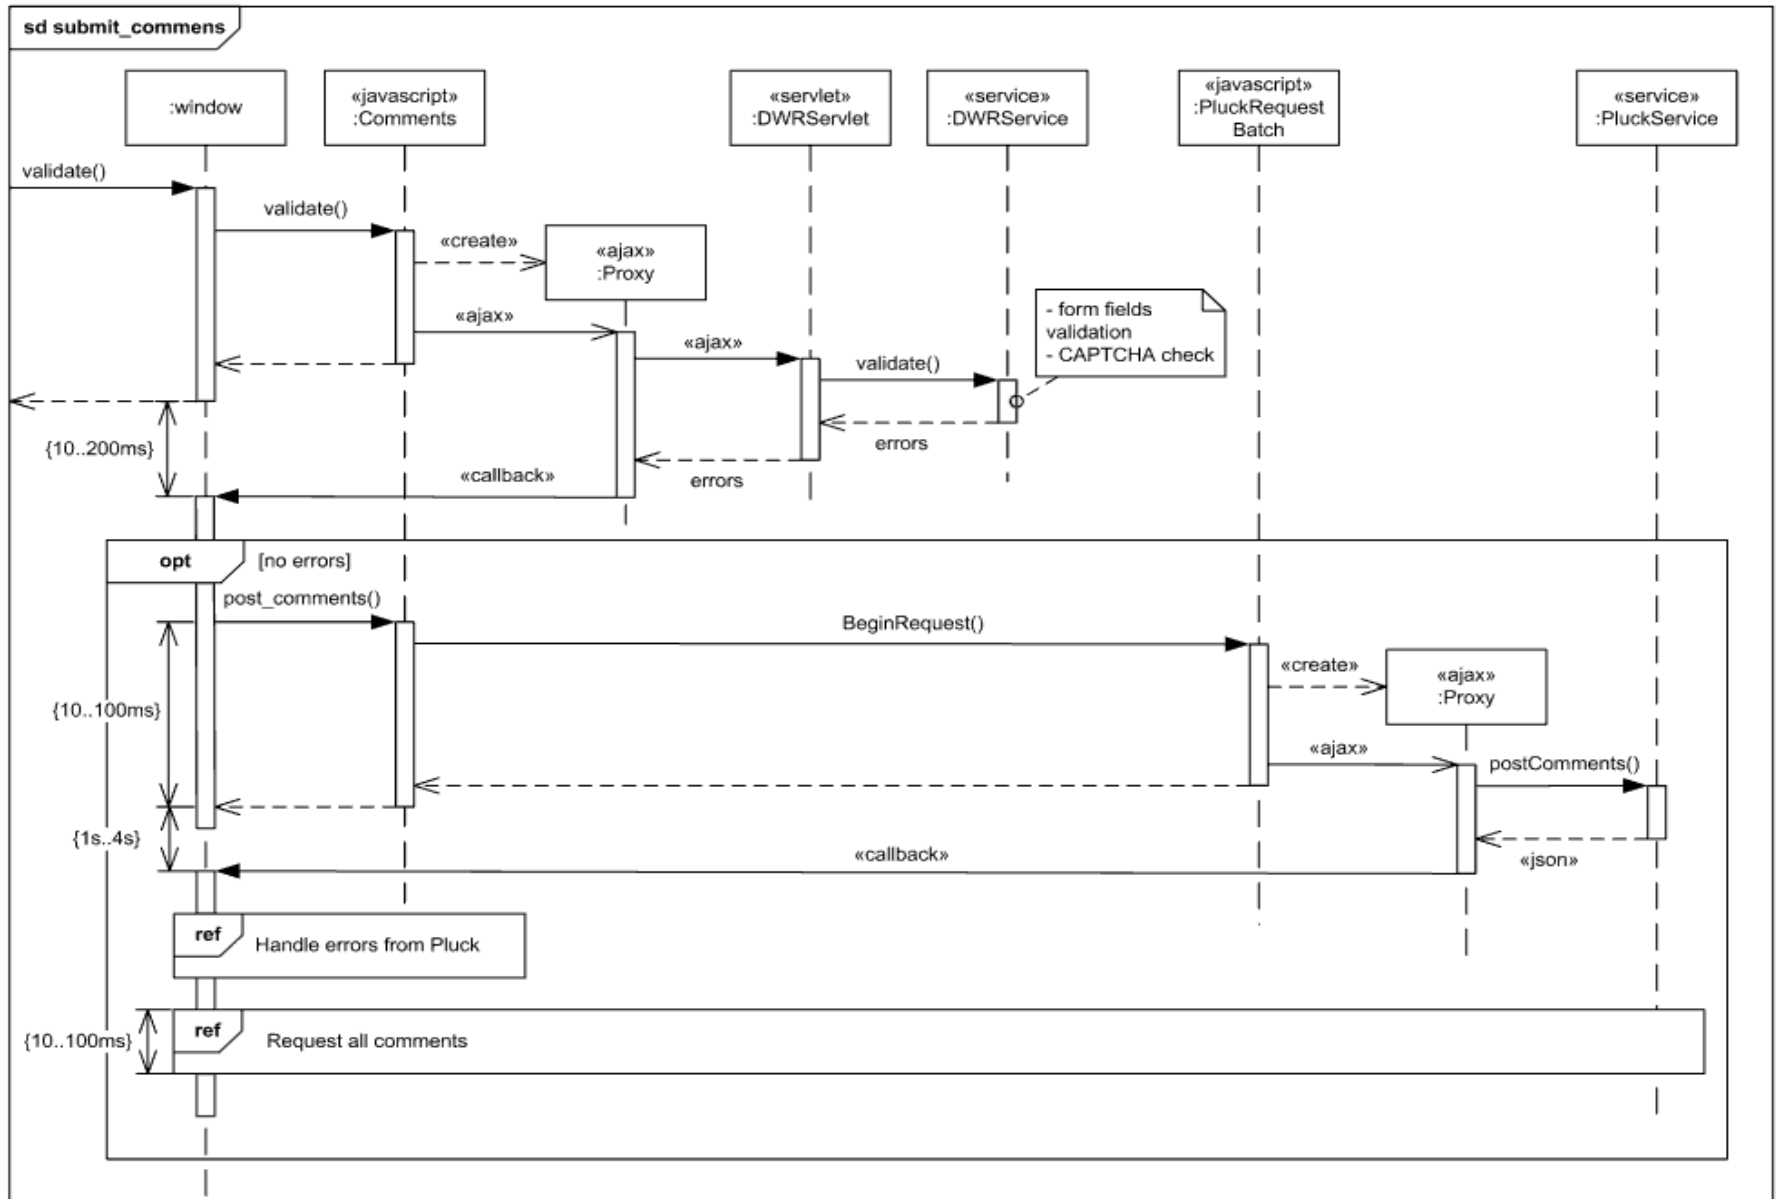 sd submit_commens
:window
«javascript»
:Comments
«servlet»
:DWRServlet
«service»
:DWRService
«javascript»
:PluckRequest
Batch
«service»
:PluckService
validate()
validate()
«create»
«ajax»
:Proxy
«ajax»
«ajax»
validate()
- form fields
validation
- CAPTCHA check
errors
errors
{10..200ms}
«callback»
opt
[no errors]
post_comments()
BeginRequest()
«create»
«ajax»
:Proxy
{10..100ms}
«ajax»
postComments()
{1s..4s}
«callback»
«json»
ref
Handle errors from Pluck
ref
{10..100ms}
Request all comments